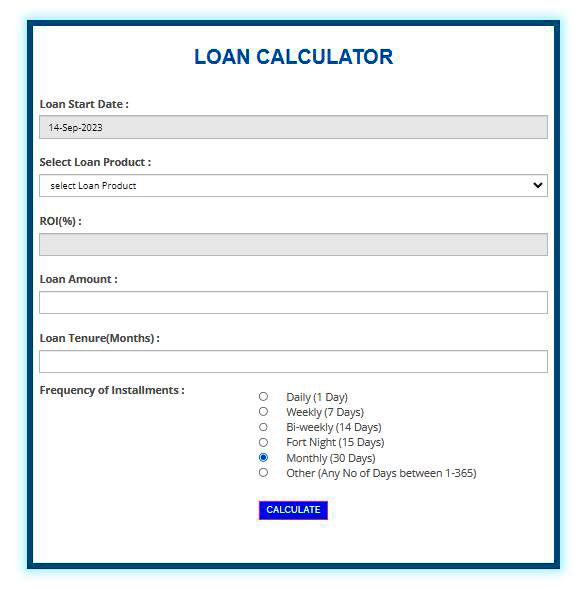 LOAN CALCULATOR
Loan Start Date :
14-Sep-2023
Select Loan Product :
select Loan Product
ROI(%) :
Loan Amount :
Loan Tenure(Months) :
Frequency of Installments :
Daily (1 Day)
Weekly (7 Days)
Bi-weekly (14 Days)
Fort Night (15 Days)
Monthly (30 Days)
Other (Any No of Days between 1-365)
CALCULATE